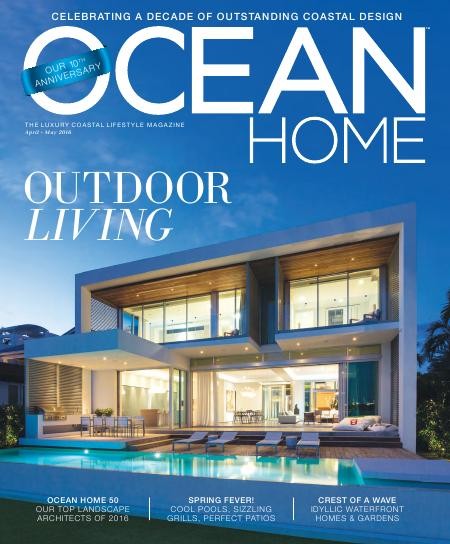 CELEBRATING A DECADE OF OUTSTANDING COASTAL DESIGN
OCEAN™
OUR 10TH
ANNIVERSARY
THE LUXURY COASTAL LIFESTYLE MAGAZINE
April + May 2016
HOME
OUTDOOR
LIVING
OCEAN HOME 50
OUR TOP LANDSCAPE
ARCHITECTS OF 2016
SPRING FEVER!
COOL POOLS, SIZZLING
GRILLS, PERFECT PATIOS
CREST OF A WAVE
IDYLLIC WATERFRONT
HOMES & GARDENS